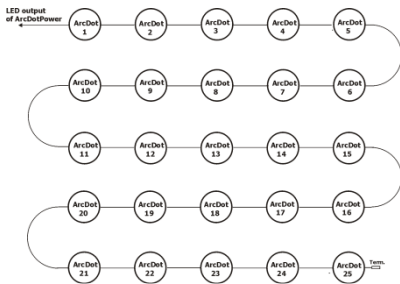 LED output
of ArcDotPower
ArcDot
1
ArcDot
2
ArcDot
3
ArcDot
4
ArcDot
5
ArcDot
10
ArcDot
9
ArcDot
8
ArcDot
7
ArcDot
6
ArcDot
11
ArcDot
12
ArcDot
13
ArcDot
14
ArcDot
15
ArcDot
20
ArcDot
19
ArcDot
18
ArcDot
17
ArcDot
16
ArcDot
21
ArcDot
22
ArcDot
23
ArcDot
24
ArcDot
25
Term.